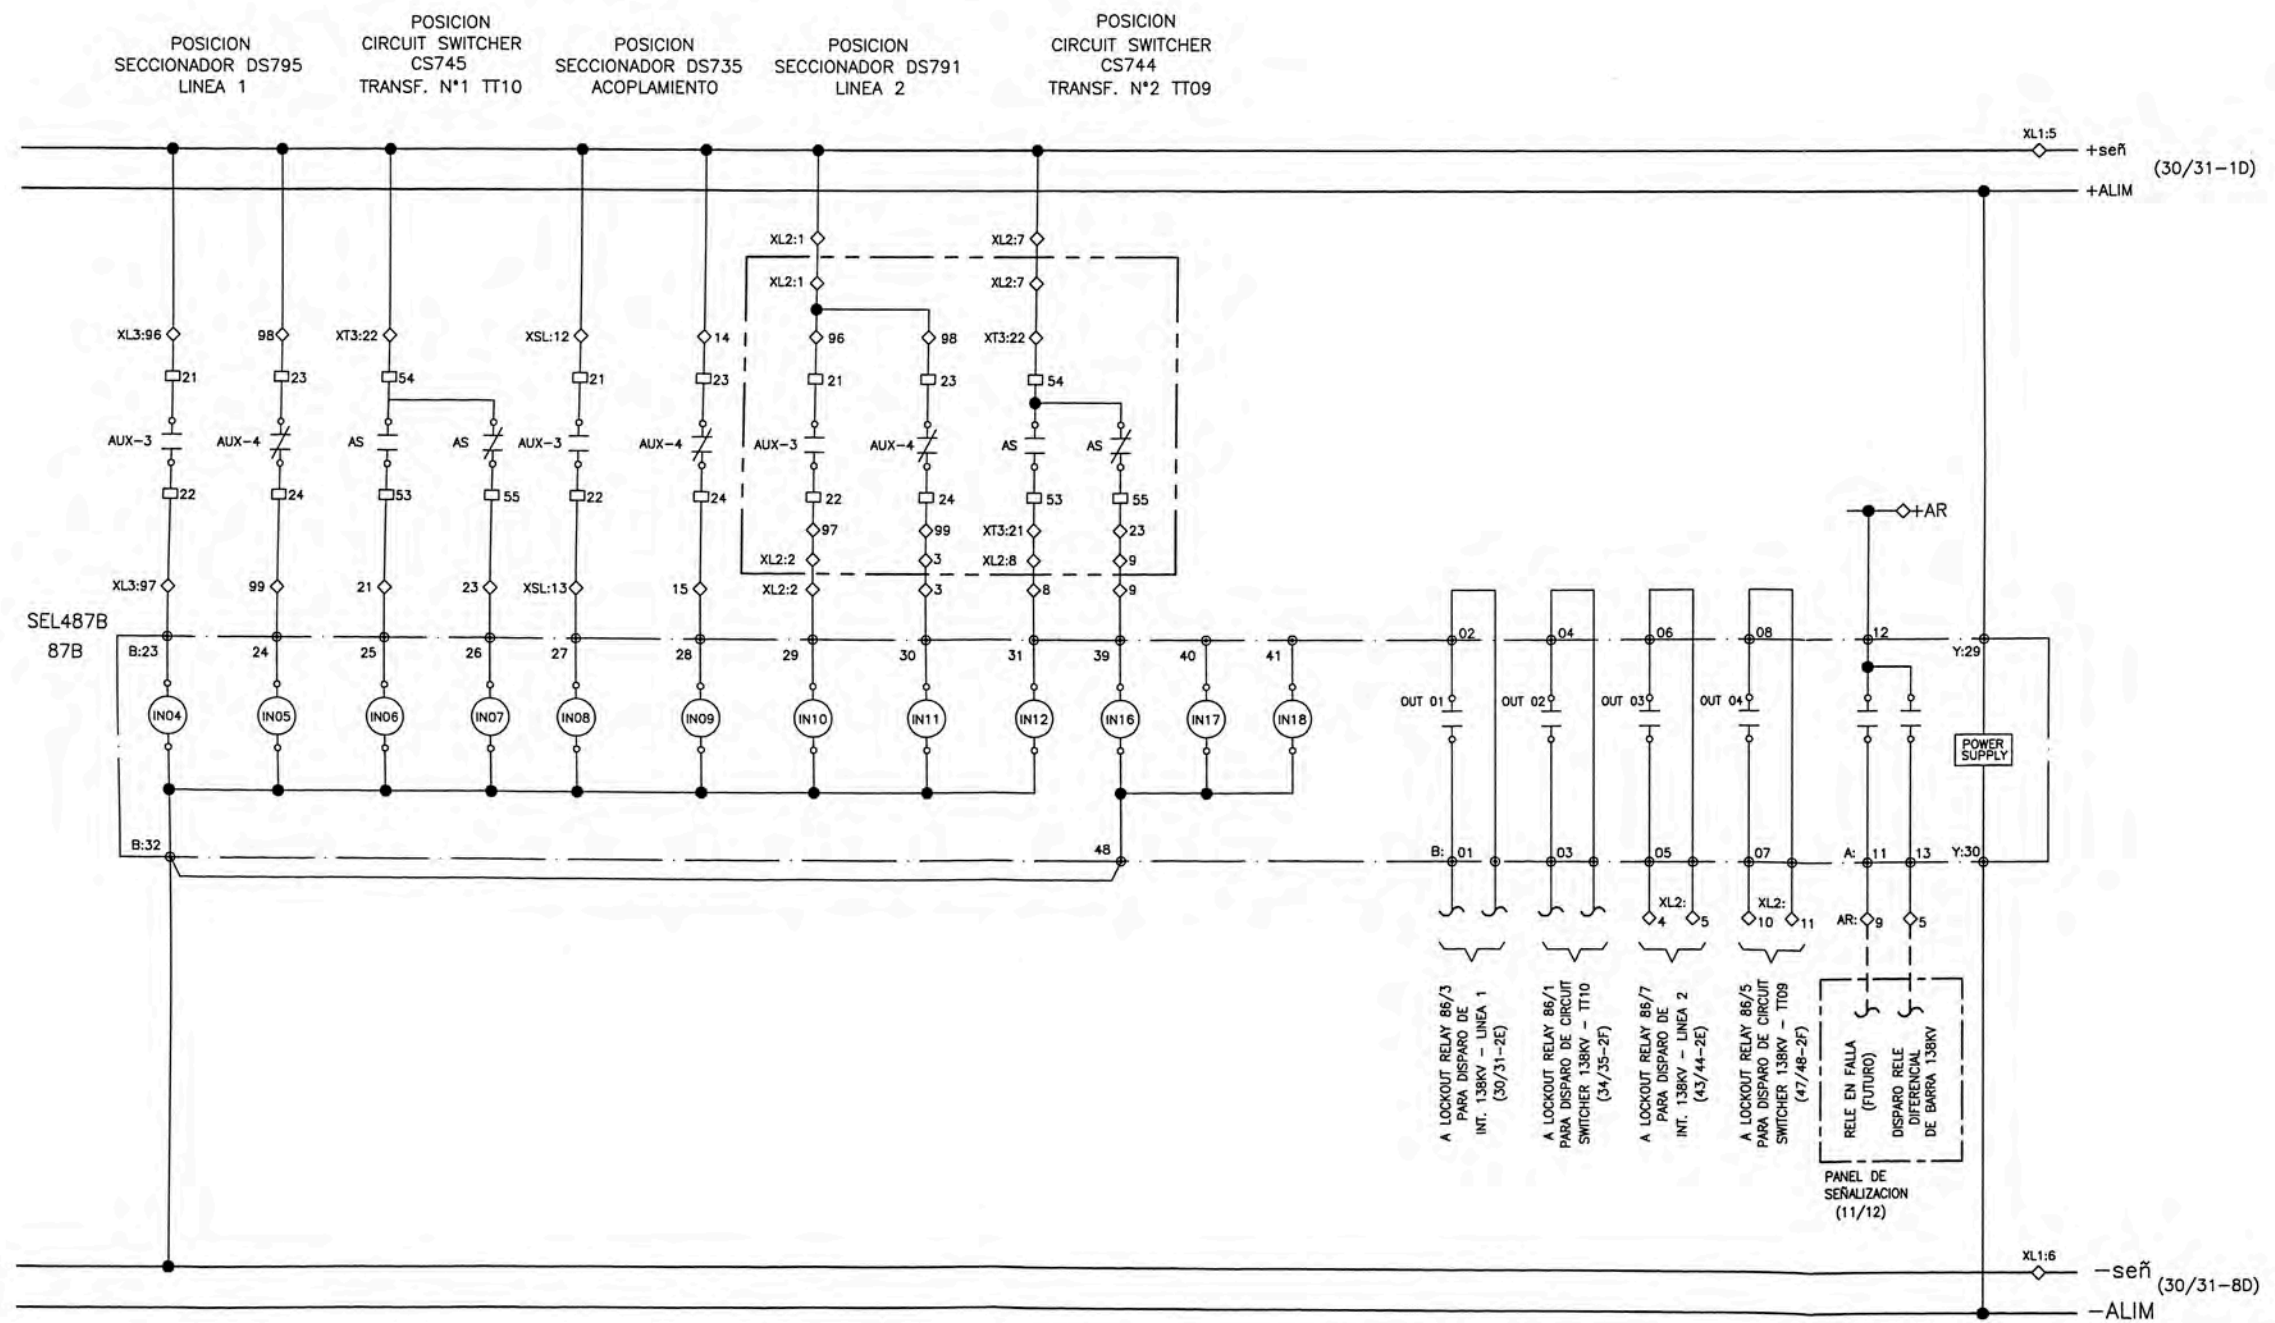 POSICION
SECCIONADOR DS795
LINEA 1
POSICION
CIRCUIT SWITCHER
CS745
TRANSF. N°1 TT10
POSICION
SECCIONADOR DS735
ACOPLAMIENTO
POSICION
SECCIONADOR DS791
LINEA 2
POSICION
CIRCUIT SWITCHER
CS744
TRANSF. N°2 TT09
XL1:5
+señ
(30/31-1D)
+ALIM
XL2:1
XL2:7
XL2:1
XL2:7
XL3:96
98
XT3:22
XSL:12
14
96
98
XT3:22
21
23
54
21
23
21
23
54
AUX-3
AUX-4
AS
AS
AUX-3
AUX-4
AUX-3
AUX-4
AS
AS
22
24
53
55
22
24
22
24
53
55
97
99
XT3:21
23
XL2:2
3
XL2:8
9
XL3:97
99
21
23
XSL:13
15
XL2:2
3
8
9
+AR
SEL487B
87B
B:23
24
25
26
27
28
29
30
31
39
40
41
02
04
06
08
12
Y:29
IN04
IN05
IN06
IN07
IN08
IN09
IN10
IN11
IN12
IN16
IN17
IN18
OUT 01
OUT 02
OUT 03
OUT 04
POWER
SUPPLY
B:32
48
B:
01
03
05
07
A:
11
13
Y:30
XL2:
4
5
XL2:
10
11
AR:
9
5
A LOCKOUT RELAY 86/3
PARA DISPARO DE
INT. 138KV - LINEA 1
(30/31-2E)
A LOCKOUT RELAY 86/1
PARA DISPARO DE CIRCUIT
SWITCHER 138KV - TT10
(34/35-2F)
A LOCKOUT RELAY 86/7
PARA DISPARO DE
INT. 138KV - LINEA 2
(43/44-2E)
A LOCKOUT RELAY 86/5
PARA DISPARO DE CIRCUIT
SWITCHER 138KV - TT09
(47/48-2F)
RELE EN FALLA
(FUTURO)
DISPARO RELE
DIFERENCIAL
DE BARRA 138KV
PANEL DE
SEÑALIZACION
(11/12)
XL1:6
-señ
(30/31-8D)
-ALIM